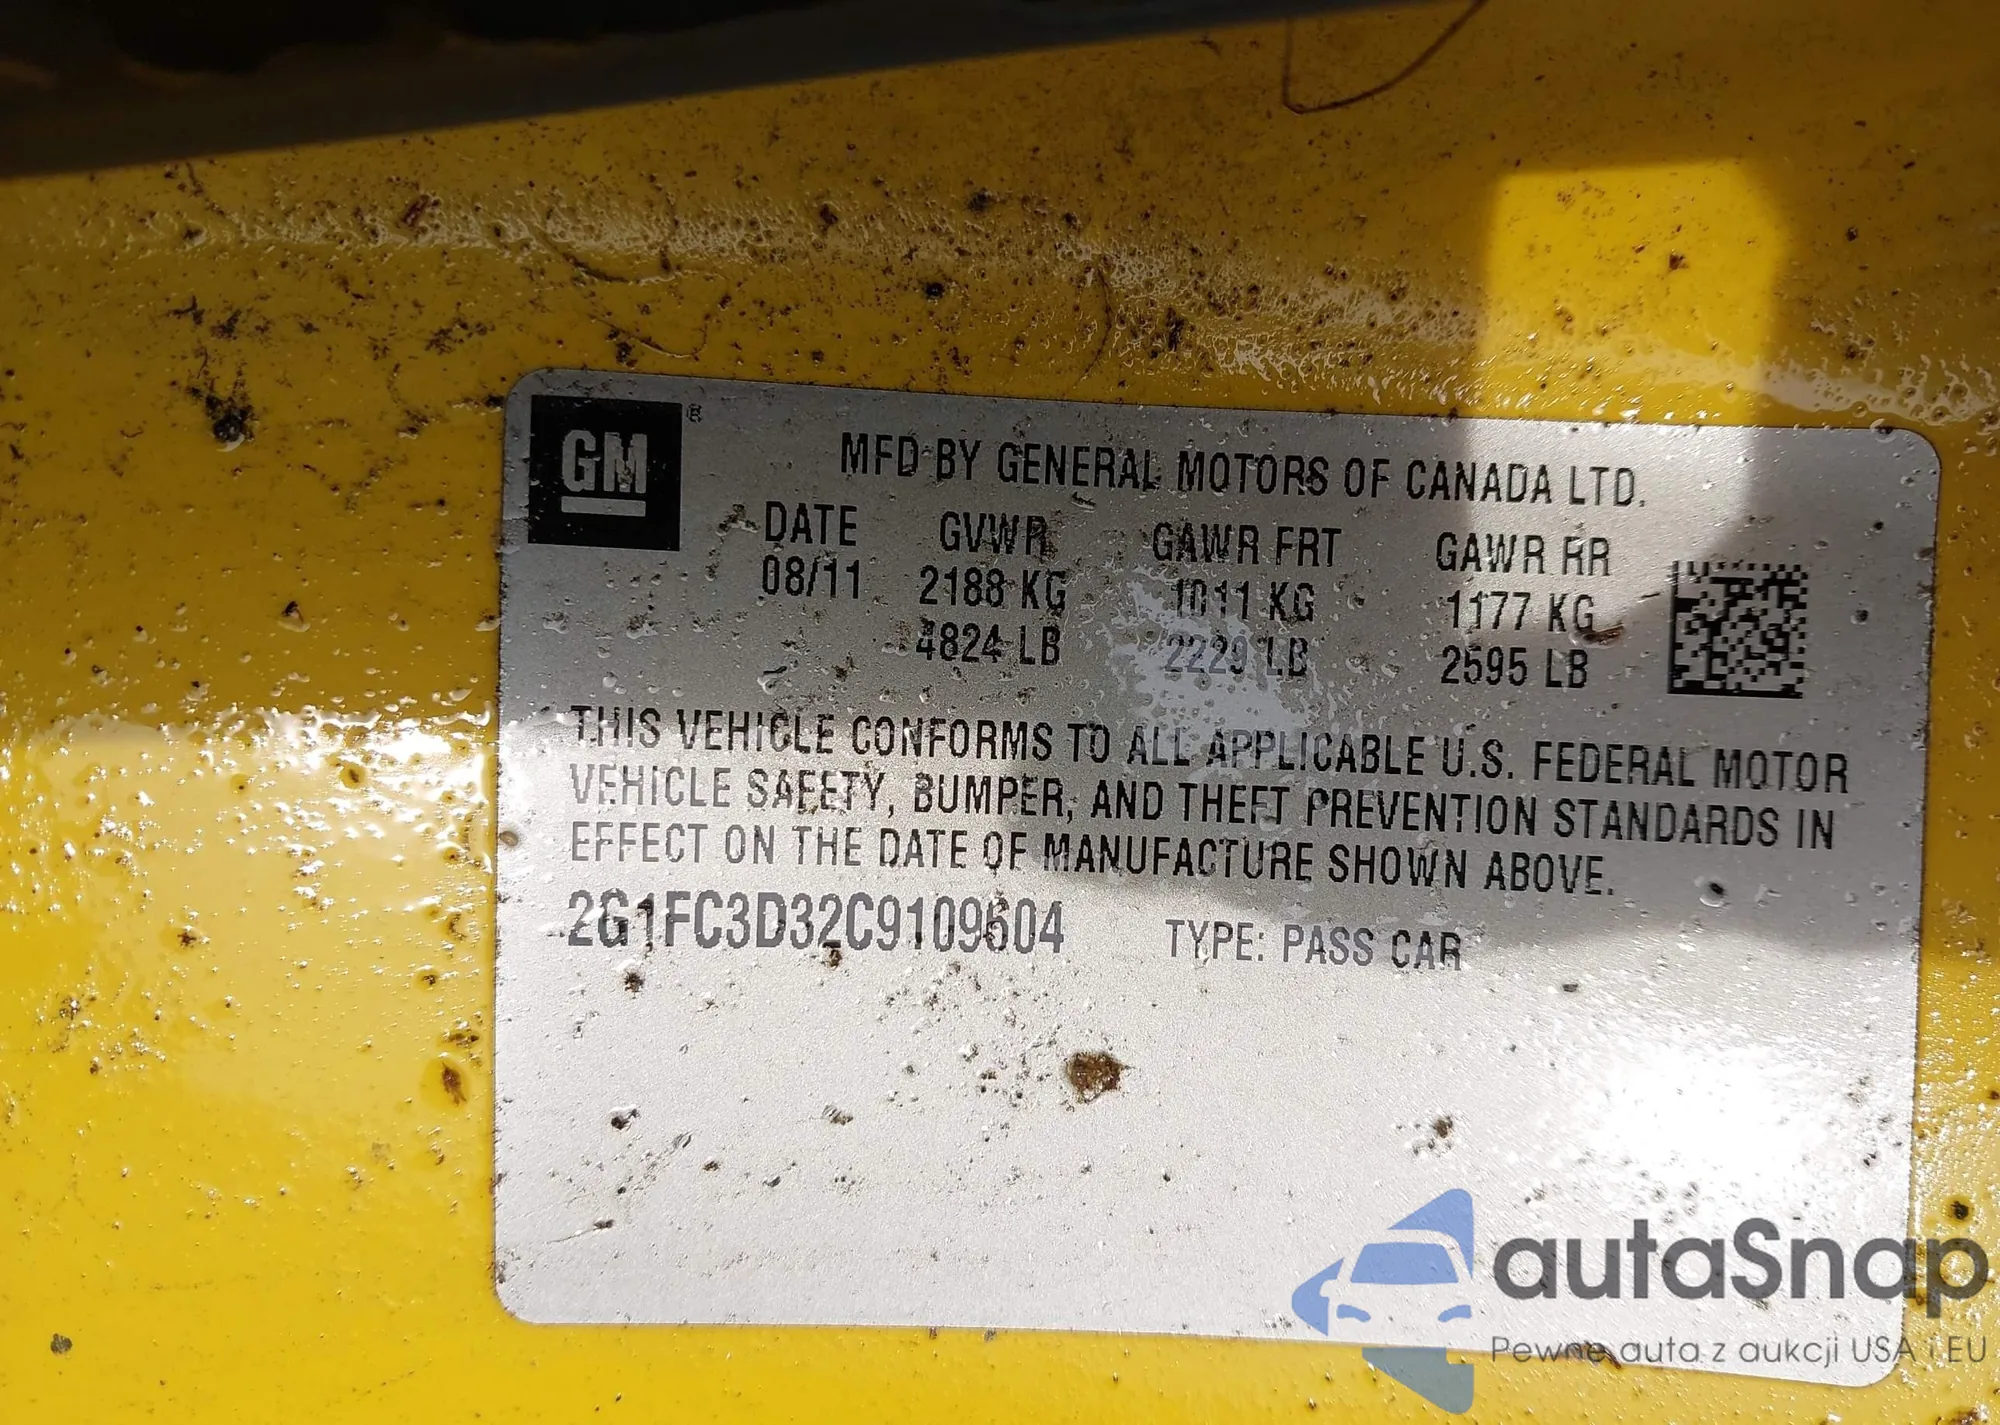 GM ®
MFD BY GENERAL MOTORS OF CANADA LTD.
DATE GVWR GAWR FRT GAWR RR
08/11 2188 KG 1011 KG 1177 KG
4824 LB 2229 LB 2595 LB
THIS VEHICLE CONFORMS TO ALL APPLICABLE U.S. FEDERAL MOTOR
VEHICLE SAFETY, BUMPER, AND THEFT PREVENTION STANDARDS IN
EFFECT ON THE DATE OF MANUFACTURE SHOWN ABOVE.
2G1FC3D32C9109604 TYPE: PASS CAR
autaSnap
Pewne auta z aukcji USA i EU